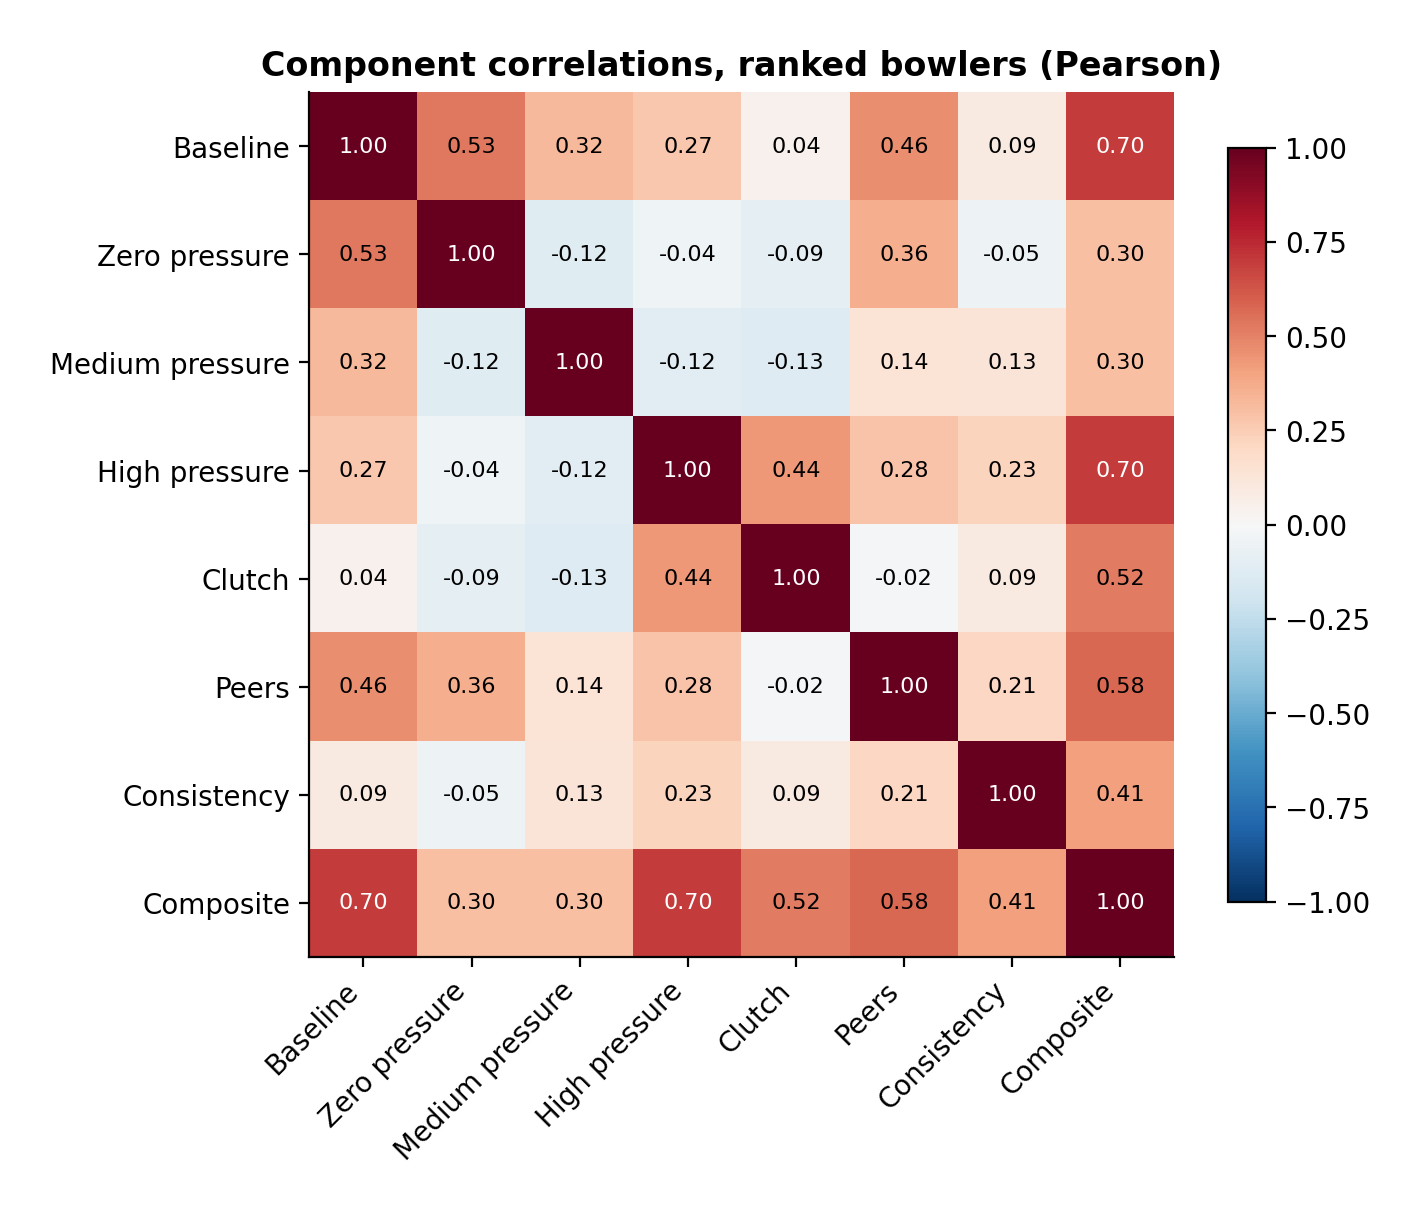 Component correlations, ranked bowlers (Pearson)
Baseline 1.00 0.53 0.32 0.27 0.04 0.46 0.09 0.70
Zero pressure 0.53 1.00 -0.12 -0.04 -0.09 0.36 -0.05 0.30
Medium pressure 0.32 -0.12 1.00 -0.12 -0.13 0.14 0.13 0.30
High pressure 0.27 -0.04 -0.12 1.00 0.44 0.28 0.23 0.70
Clutch 0.04 -0.09 -0.13 0.44 1.00 -0.02 0.09 0.52
Peers 0.46 0.36 0.14 0.28 -0.02 1.00 0.21 0.58
Consistency 0.09 -0.05 0.13 0.23 0.09 0.21 1.00 0.41
Composite 0.70 0.30 0.30 0.70 0.52 0.58 0.41 1.00
Baseline
Zero pressure
Medium pressure
High pressure
Clutch
Peers
Consistency
Composite
1.00
0.75
0.50
0.25
0.00
−0.25
−0.50
−0.75
−1.00